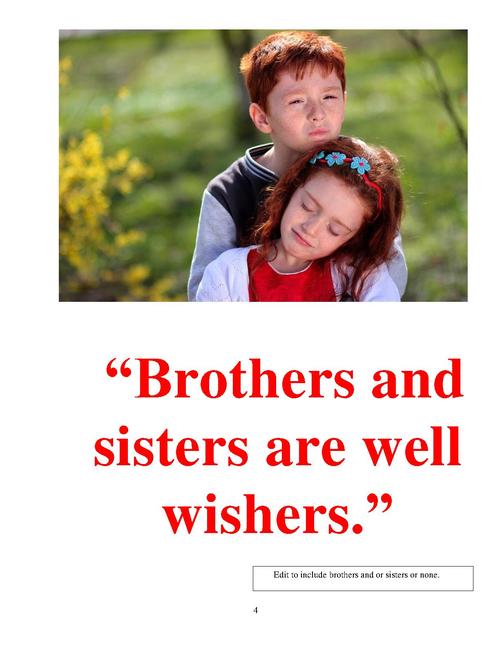 “Brothers and
sisters are well
wishers.”
Edit to include brothers and or sisters or none.
4